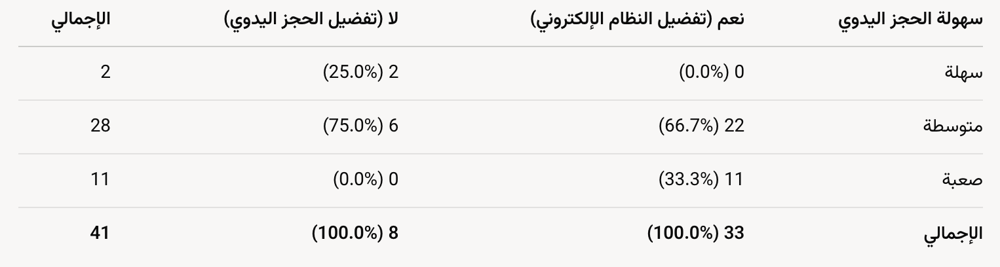 سهولة الحجز اليدوي نعم (تفضيل النظام الإلكتروني) لا (تفضيل الحجز اليدوي) الإجمالي
سهلة 0 (0.0%) 2 (25.0%) 2
متوسطة 22 (66.7%) 6 (75.0%) 28
صعبة 11 (33.3%) 0 (0.0%) 11
الإجمالي 33 (100.0%) 8 (100.0%) 41